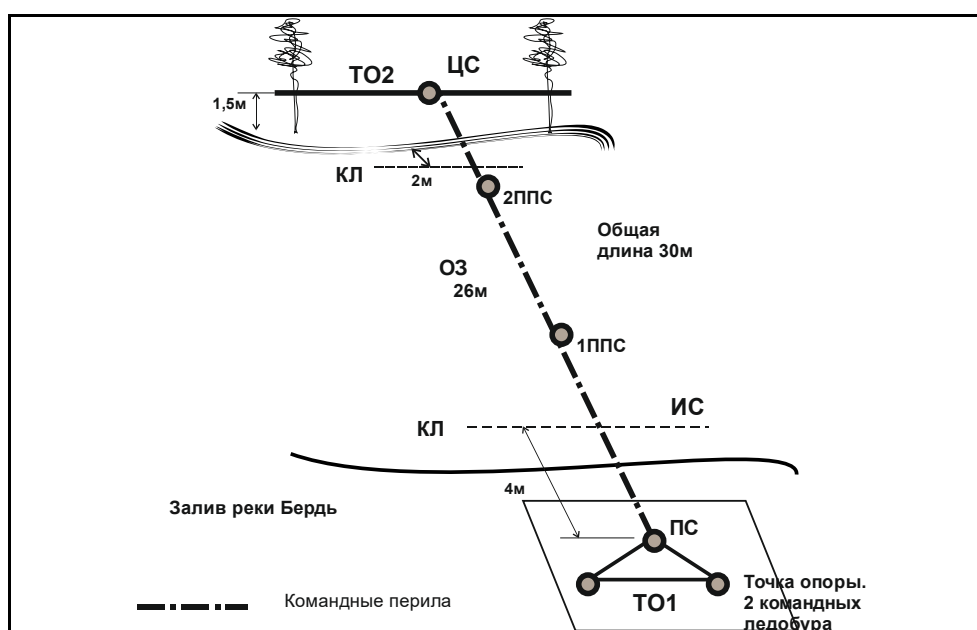 ЦС
ТО2
1,5м
КЛ
2м
2ППС
Общая
длина 30м
ОЗ
26м
1ППС
ИС
КЛ
4м
Залив реки Бердь
ПС
Точка опоры.
ТО1
2 командных
ледобура
Командные перила